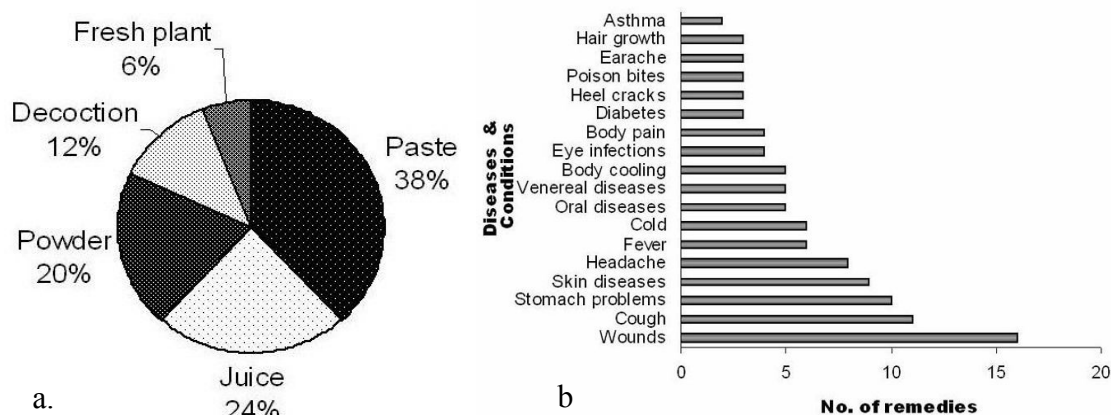 Fresh plant
6%
Decoction
12%
Paste
38%
Powder
20%
Juice
24%
a.
Diseases &
Conditions
Asthma
Hair growth
Earache
Poison bites
Heel cracks
Diabetes
Body pain
Eye infections
Body cooling
Venereal diseases
Oral diseases
Cold
Fever
Headache
Skin diseases
Stomach problems
Cough
Wounds
0 5 10 15 20
No. of remedies
b